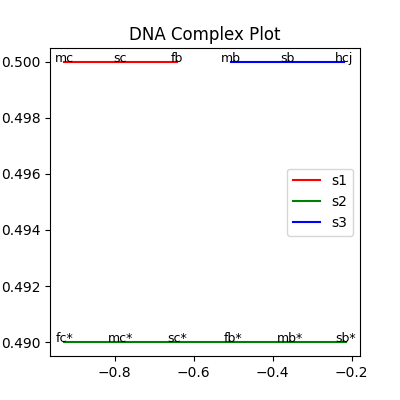 DNA Complex Plot
mc sc fb mb sb hcj
0.500
0.498
0.496
0.494
0.492
0.490
s1
s2
s3
fc* mc* sc* fb* mb* sb*
−0.8 −0.6 −0.4 −0.2